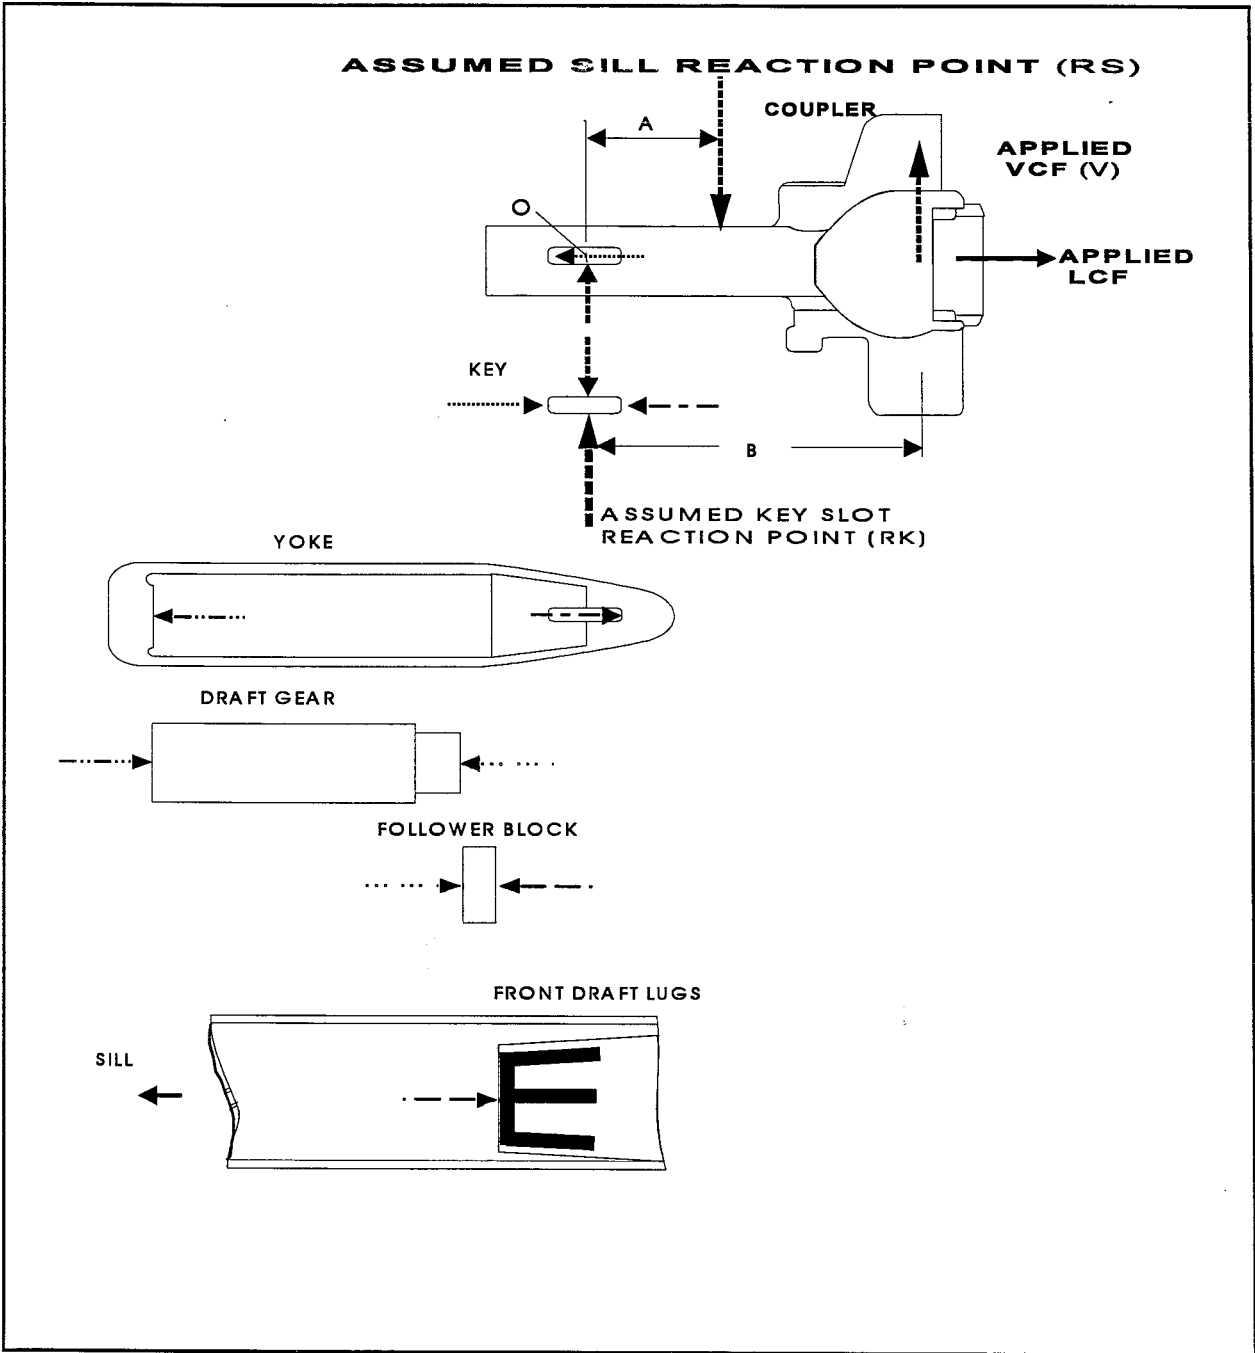 ASSUMED SILL REACTION POINT (RS)
COUPLER
A
APPLIED
VCF (V)
O
APPLIED
LCF
KEY
B
ASSUMED KEY SLOT
REACTION POINT (RK)
YOKE
DRAFT GEAR
FOLLOWER BLOCK
FRONT DRAFT LUGS
SILL